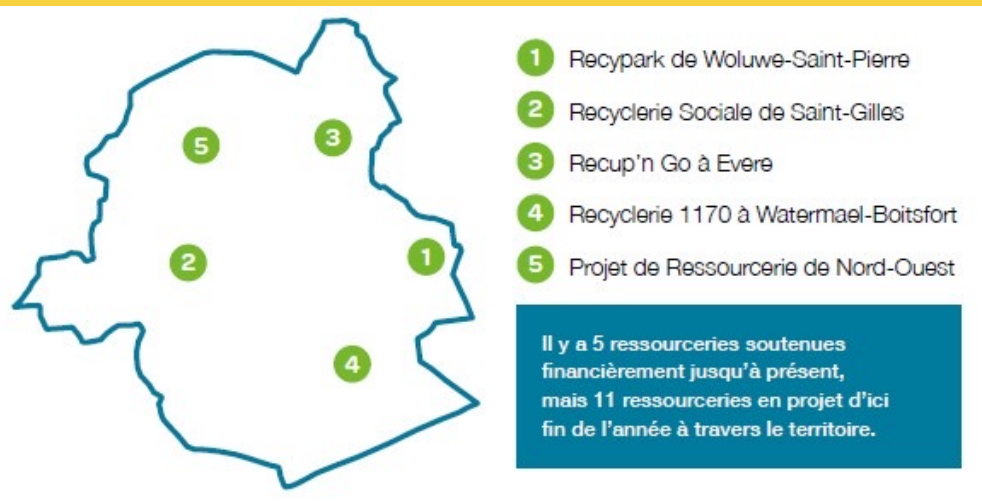 5
3
2
1
4
1 Recypark de Woluwe-Saint-Pierre
2 Recyclerie Sociale de Saint-Gilles
3 Recup'n Go à Evere
4 Recyclerie 1170 à Watermael-Boitsfort
5 Projet de Ressourcerie de Nord-Ouest
Il y a 5 ressourceries soutenues
financièrement jusqu'à présent,
mais 11 ressourceries en projet d'ici
fin de l'année à travers le territoire.